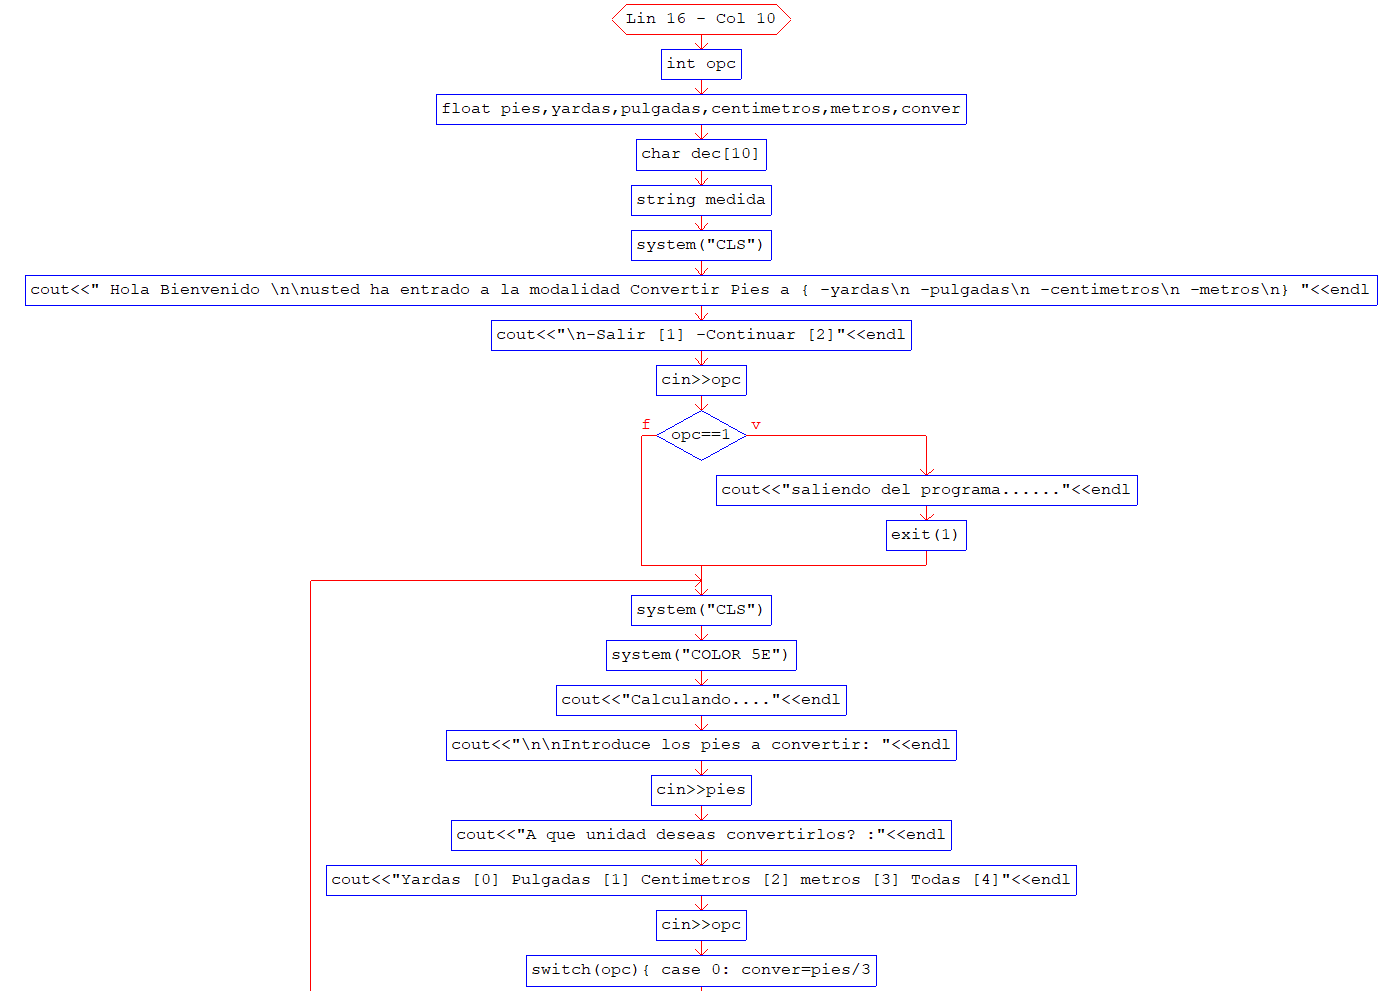 Lin 16 - Col 10
int opc
float pies,yardas,pulgadas,centimetros,metros,conver
char dec[10]
string medida
system("CLS")
cout<<" Hola Bienvenido \n\nusted ha entrado a la modalidad Convertir Pies a { -yardas\n -pulgadas\n -centimetros\n -metros\n} "<<endl
cout<<"\n-Salir [1] -Continuar [2]"<<endl
cin>>opc
f opc==1 v
cout<<"saliendo del programa......"<<endl
exit(1)
system("CLS")
system("COLOR 5E")
cout<<"Calculando...."<<endl
cout<<"\n\nIntroduce los pies a convertir: "<<endl
cin>>pies
cout<<"A que unidad deseas convertirlos? :"<<endl
cout<<"Yardas [0] Pulgadas [1] Centimetros [2] metros [3] Todas [4]"<<endl
cin>>opc
switch(opc){ case 0: conver=pies/3